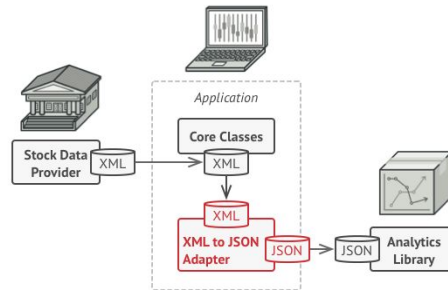 Application
Core Classes
XML
Stock Data
Provider
XML
XML
XML to JSON
Adapter
JSON
JSON
Analytics
Library